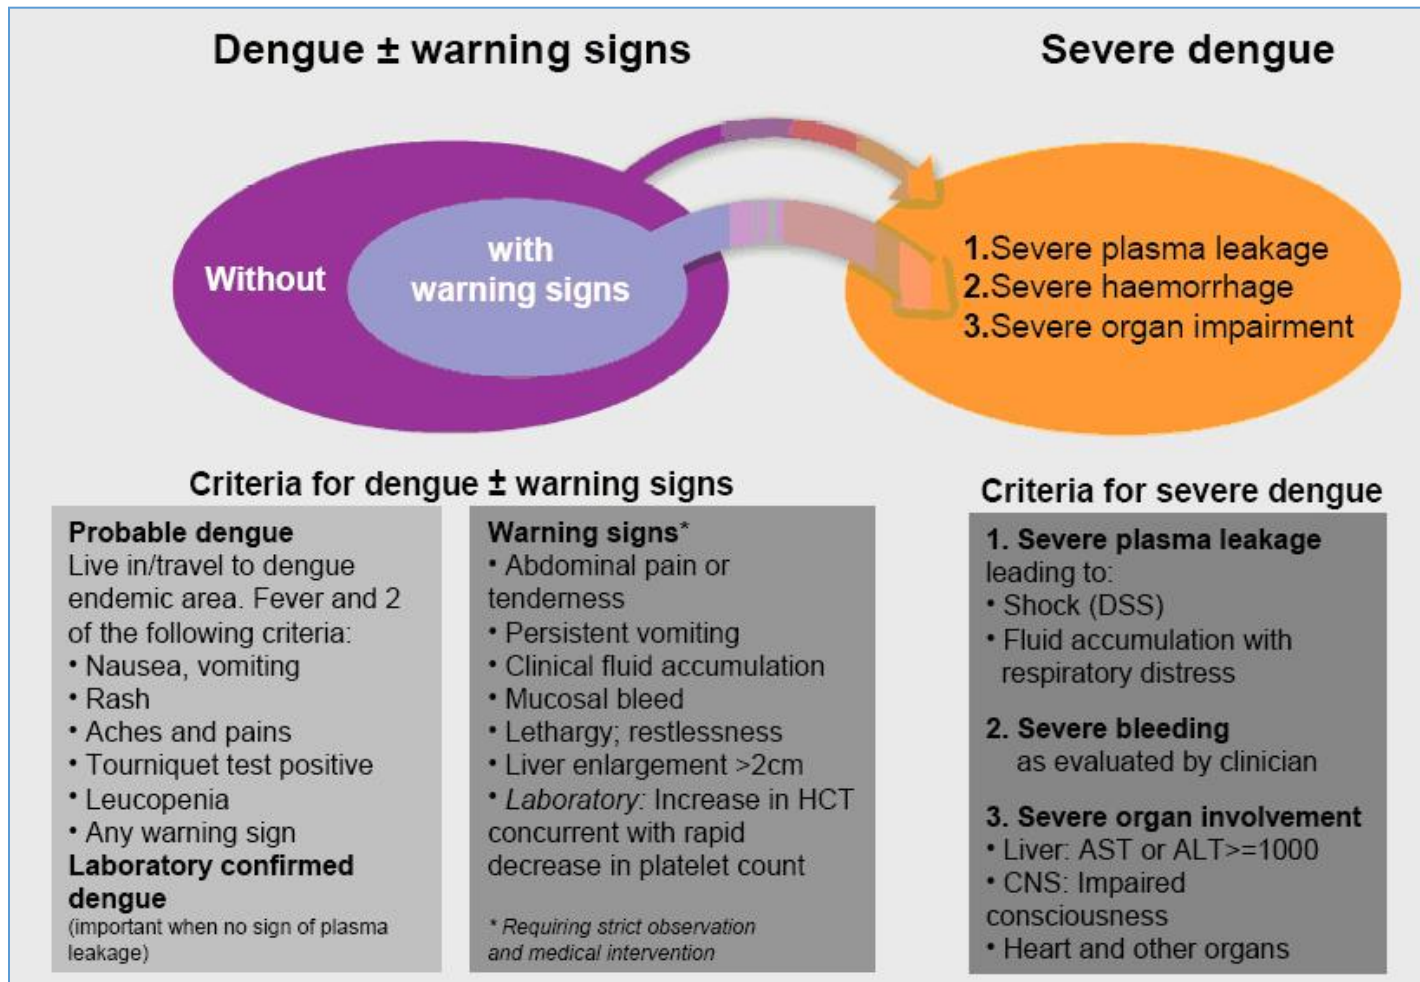 Dengue ± warning signs
Severe dengue
Without
with
warning signs
1.Severe plasma leakage
2.Severe haemorrhage
3.Severe organ impairment
Criteria for dengue ± warning signs
Probable dengue
Live in/travel to dengue
endemic area. Fever and 2
of the following criteria:
• Nausea, vomiting
• Rash
• Aches and pains
• Tourniquet test positive
• Leucopenia
• Any warning sign
Laboratory confirmed
dengue
(important when no sign of plasma
leakage)
Warning signs*
• Abdominal pain or
tenderness
• Persistent vomiting
• Clinical fluid accumulation
• Mucosal bleed
• Lethargy; restlessness
• Liver enlargement >2cm
• Laboratory: Increase in HCT
concurrent with rapid
decrease in platelet count
* Requiring strict observation
and medical intervention
Criteria for severe dengue
1. Severe plasma leakage
leading to:
• Shock (DSS)
• Fluid accumulation with
respiratory distress
2. Severe bleeding
as evaluated by clinician
3. Severe organ involvement
• Liver: AST or ALT>=1000
• CNS: Impaired
consciousness
• Heart and other organs